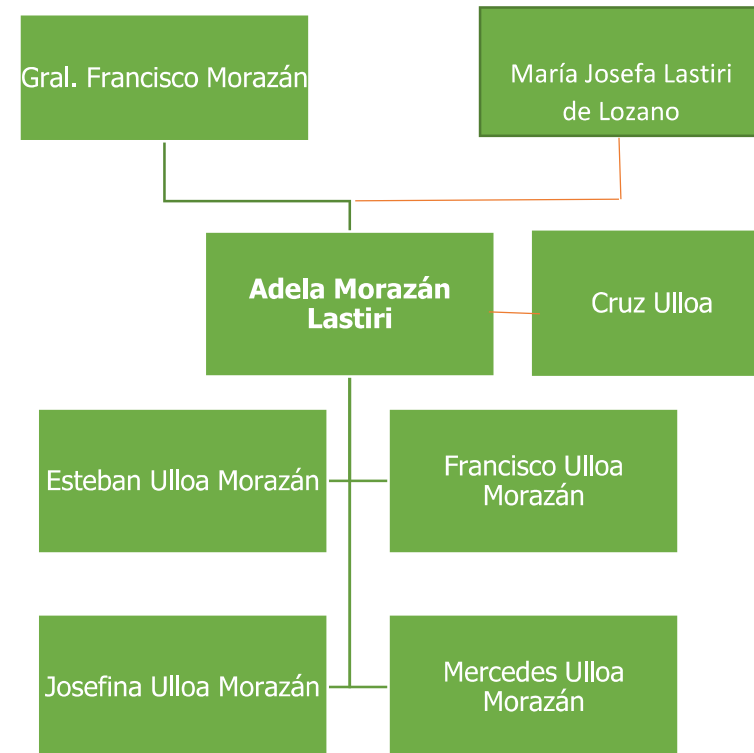 Gral. Francisco Morazán
María Josefa Lastiri
de Lozano
Adela Morazán
Lastiri
Cruz Ulloa
Esteban Ulloa Morazán
Francisco Ulloa
Morazán
Josefina Ulloa Morazán
Mercedes Ulloa
Morazán